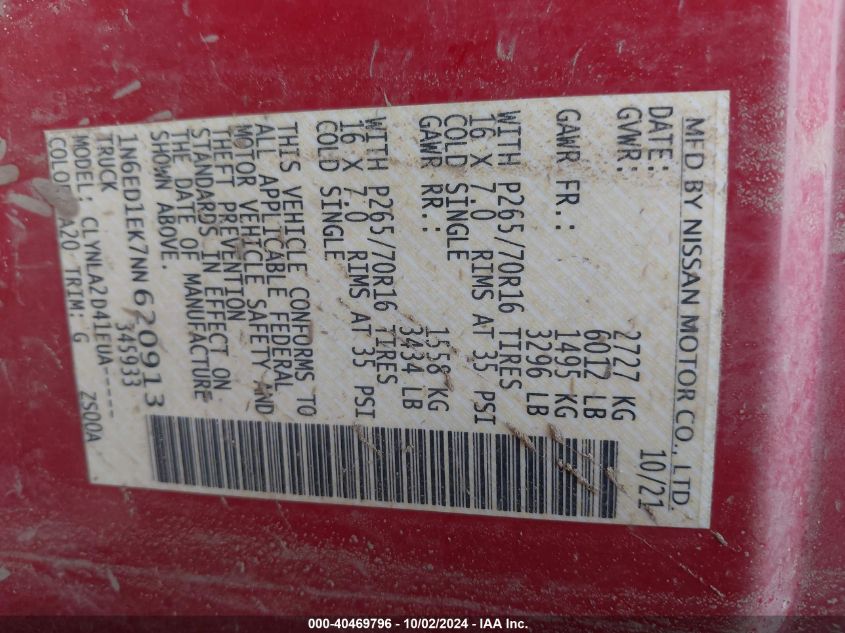 MFD BY NISSAN MOTOR CO., LTD.
DATE: 10/21
GVWR: 2727 KG
6012 LB
GAWR FR.: 1495 KG
3296 LB
WITH P265/70R16 TIRES
16 X 7.0 RIMS AT 35 PSI
COLD SINGLE
GAWR RR.: 1558 KG
3434 LB
WITH P265/70R16 TIRES
16 X 7.0 RIMS AT 35 PSI
COLD SINGLE
THIS VEHICLE CONFORMS TO
ALL APPLICABLE FEDERAL
MOTOR VEHICLE SAFETY AND
THEFT PREVENTION
STANDARDS IN EFFECT ON
THE DATE OF MANUFACTURE
SHOWN ABOVE.
1N6ED1EK7NN620913
TRUCK 345933
MODEL: CLYNLA2D41EUA-----
COLOR: A20 TRIM: G ZS00A
000-40469796 - 10/02/2024 - IAA Inc.